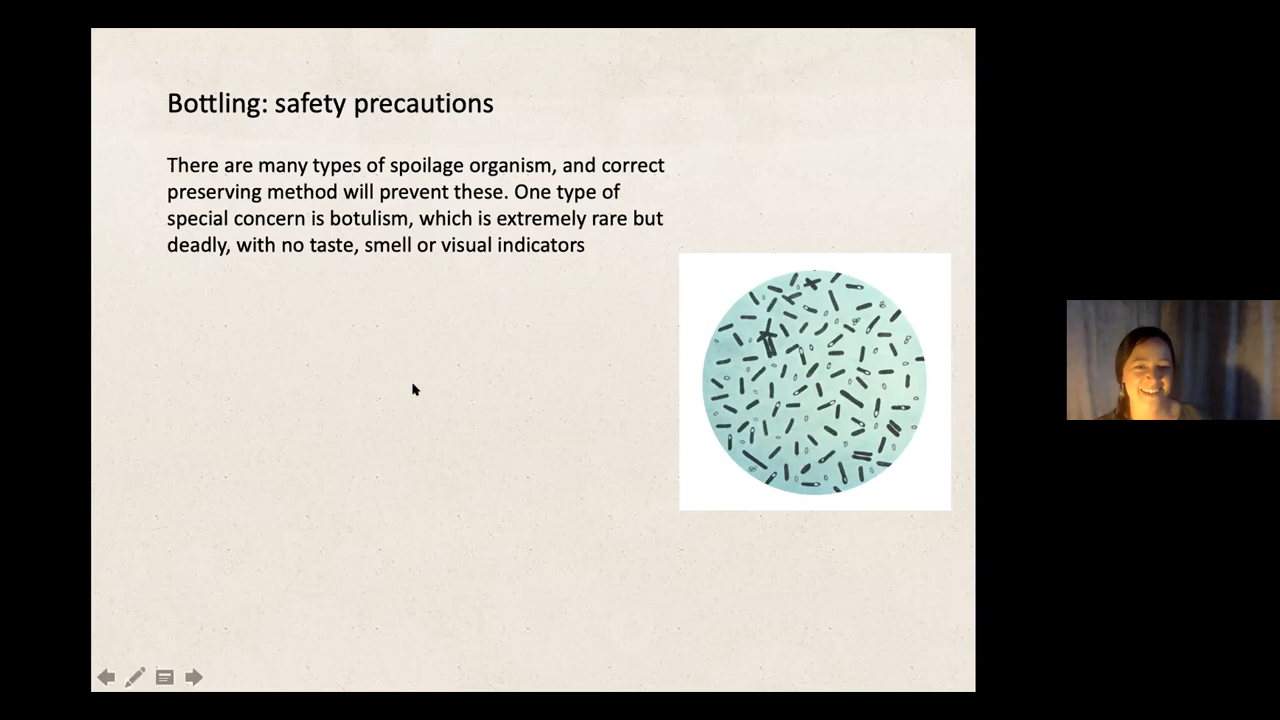 Bottling: safety precautions
There are many types of spoilage organism, and correct
preserving method will prevent these. One type of
special concern is botulism, which is extremely rare but
deadly, with no taste, smell or visual indicators